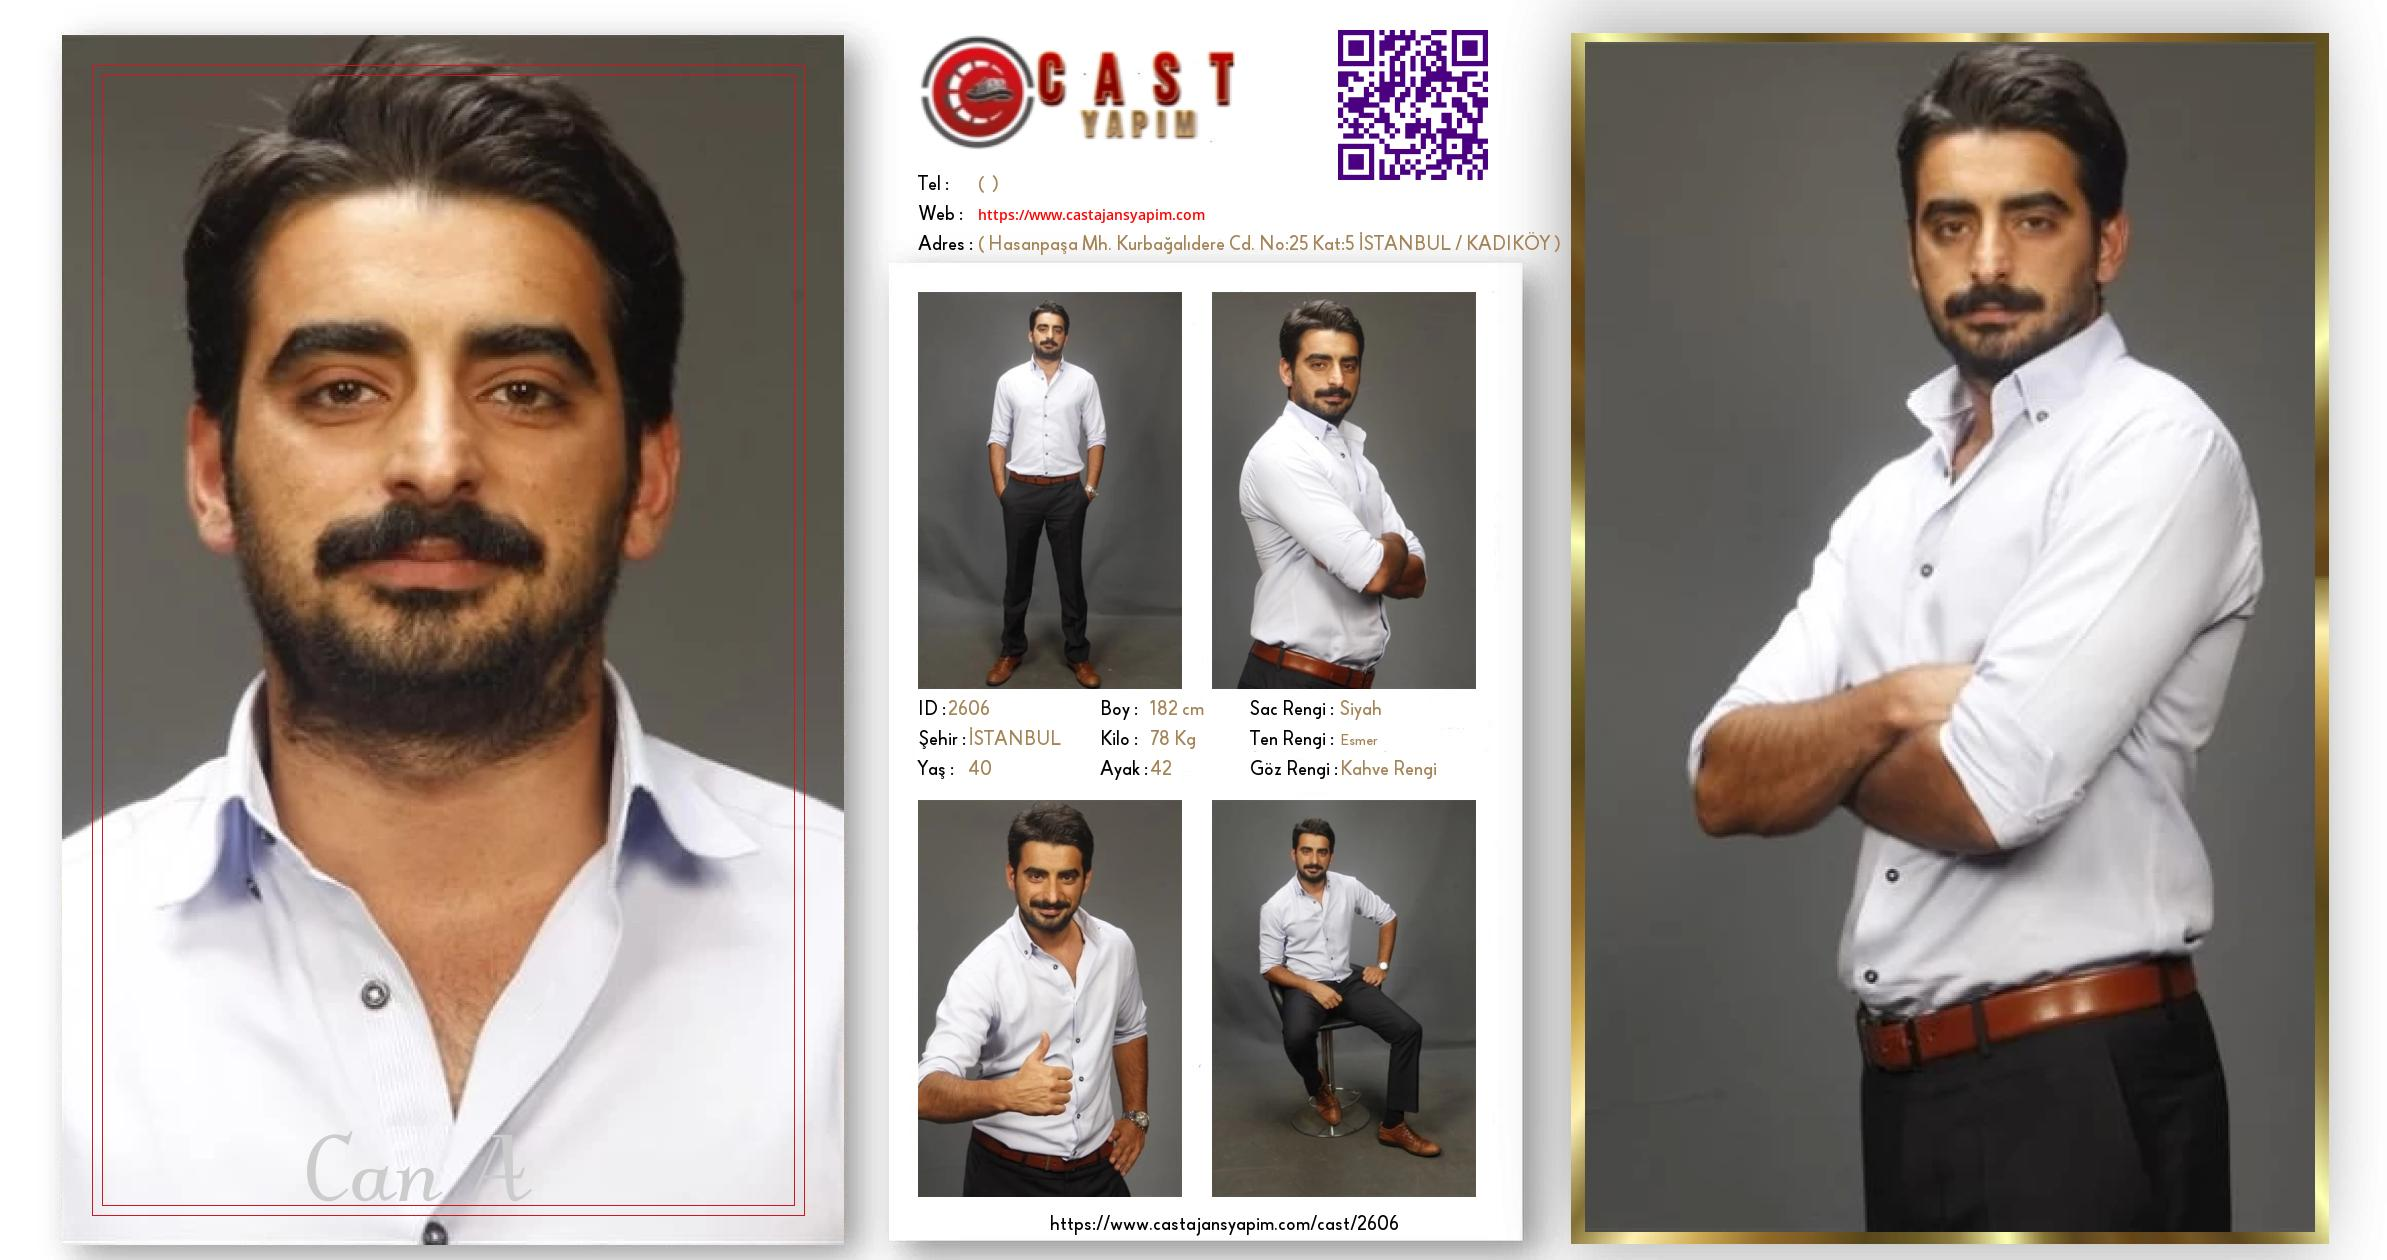 Can A
CAST
YAPIM
Tel : ( )
Web : https://www.castajansyapim.com
Adres : ( Hasanpaşa Mh. Kurbağalıdere Cd. No:25 Kat:5 İSTANBUL / KADIKÖY )
ID : 2606 Boy : 182 cm Sac Rengi : Siyah
Şehir : İSTANBUL Kilo : 78 Kg Ten Rengi : Esmer
Yaş : 40 Ayak : 42 Göz Rengi : Kahve Rengi
https://www.castajansyapim.com/cast/2606